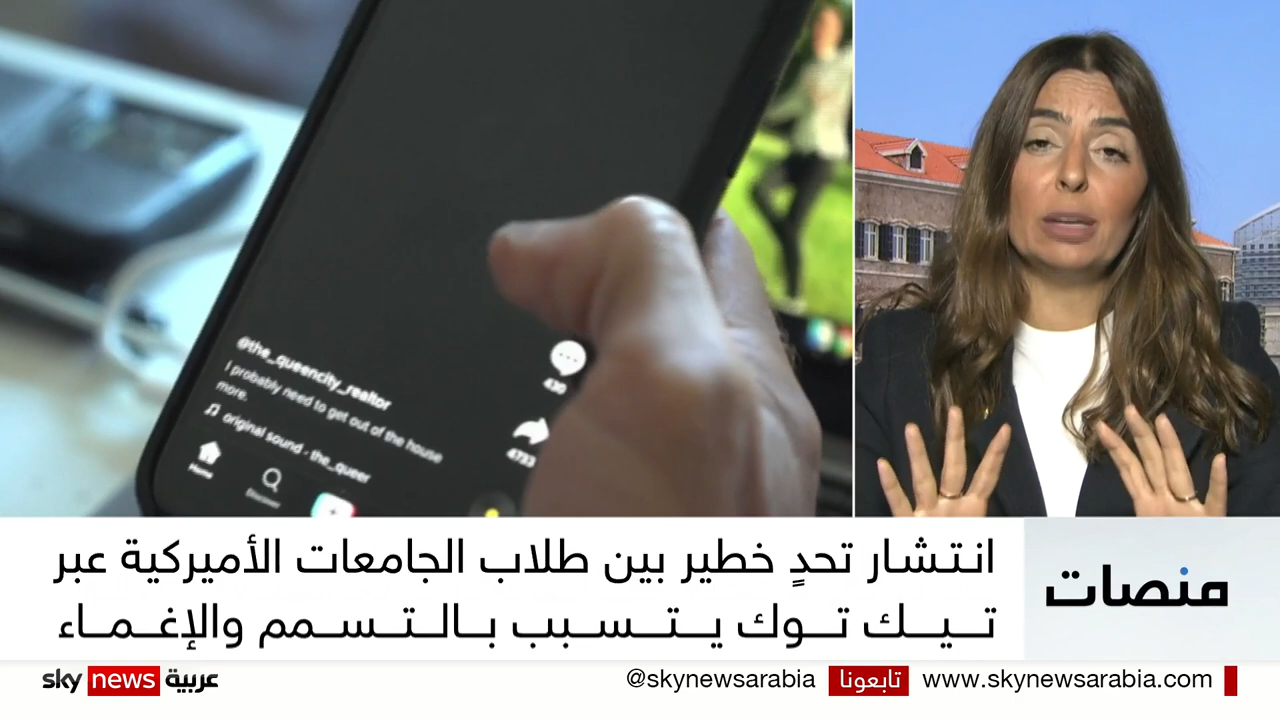 @the_queencity_realtor
I probably need to get out of the house
more.
original sound - the_queer
Home
Discover
430
4733
انتشار تحدٍ خطير بين طلاب الجامعات الأميركية عبر
تيك توك يتسبب بالتسمم والإغماء
منصات
sky news عربية
@skynewsarabia تابعونا www.skynewsarabia.com